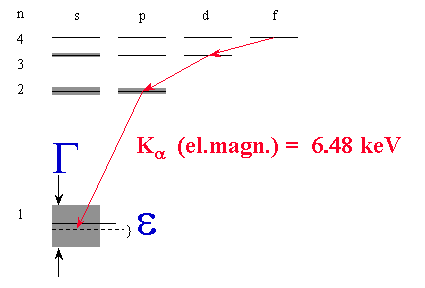 n s p d f
4
3
2
Kα (el.magn.) = 6.48 keV
Γ
1
ε